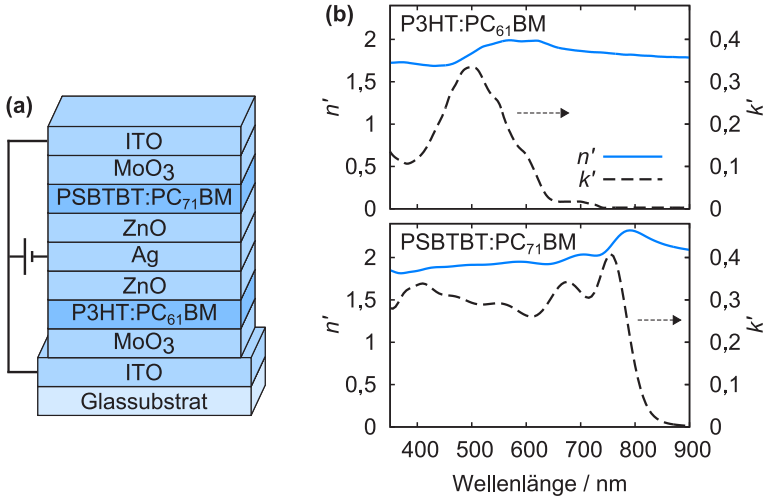 (a)
ITO
MoO₃
PSBTBT:PC₇₁BM
ZnO
Ag
ZnO
P3HT:PC₆₁BM
MoO₃
ITO
Glassubstrat
(b)
P3HT:PC₆₁BM
2
1,5
1
0,5
0
n'
0,4
0,3
0,2
0,1
0
k'
n'
k'
PSBTBT:PC₇₁BM
2
1,5
1
0,5
0
n'
0,4
0,3
0,2
0,1
0
k'
400 500 600 700 800 900
Wellenlänge / nm